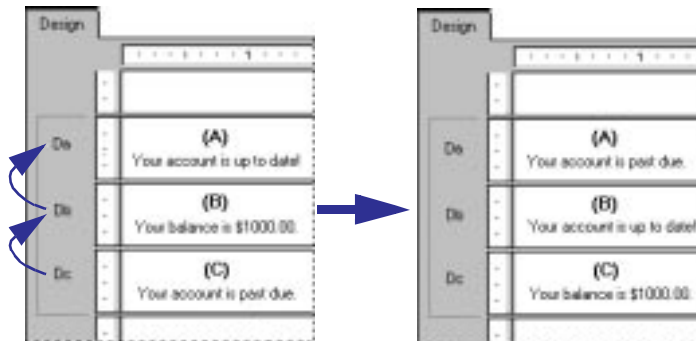 Design
(A)
Da
Your account is up to date!
(B)
Db
Your balance is $1000.00.
(C)
Dc
Your account is past due.
Design
(A)
Da
Your account is past due.
(B)
Db
Your account is up to date!
(C)
Dc
Your balance is $1000.00.